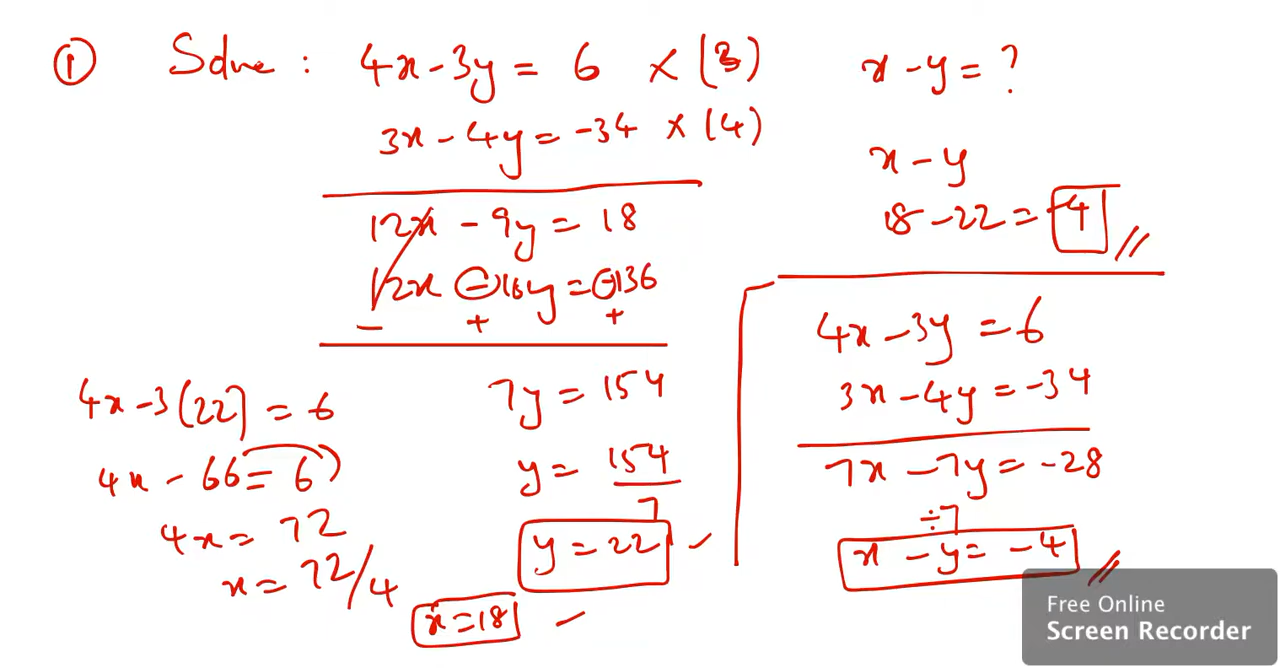 ① Solve : 4x - 3y = 6 × (3)
3x - 4y = -34 × (4)
12x - 9y = 18
12x - 16y = -136
- + +
7y = 154
y = 154/7
y = 22 ✓
4x - 3(22) = 6
4x - 66 = 6
4x = 72
x = 72/4
x = 18
x - y = ?
x - y
18 - 22 = -4 //
4x - 3y = 6
3x - 4y = -34
7x - 7y = -28
÷7
x - y = -4 //
Free Online
Screen Recorder